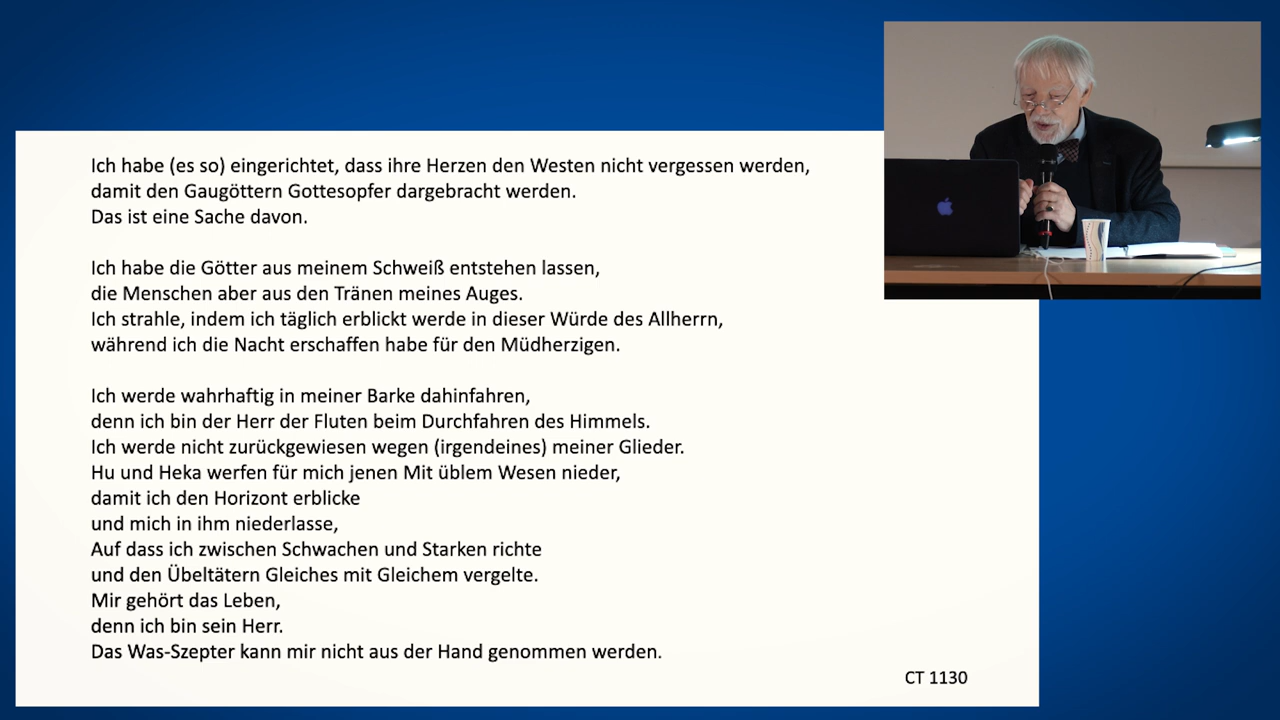 Ich habe (es so) eingerichtet, dass ihre Herzen den Westen nicht vergessen werden,
damit den Gaugöttern Gottesopfer dargebracht werden.
Das ist eine Sache davon.
Ich habe die Götter aus meinem Schweiß entstehen lassen,
die Menschen aber aus den Tränen meines Auges.
Ich strahle, indem ich täglich erblickt werde in dieser Würde des Allherrn,
während ich die Nacht erschaffen habe für den Müdherzigen.
Ich werde wahrhaftig in meiner Barke dahinfahren,
denn ich bin der Herr der Fluten beim Durchfahren des Himmels.
Ich werde nicht zurückgewiesen wegen (irgendeines) meiner Glieder.
Hu und Heka werfen für mich jenen Mit üblem Wesen nieder,
damit ich den Horizont erblicke
und mich in ihm niederlasse,
Auf dass ich zwischen Schwachen und Starken richte
und den Übeltätern Gleiches mit Gleichem vergelte.
Mir gehört das Leben,
denn ich bin sein Herr.
Das Was-Szepter kann mir nicht aus der Hand genommen werden.
CT 1130